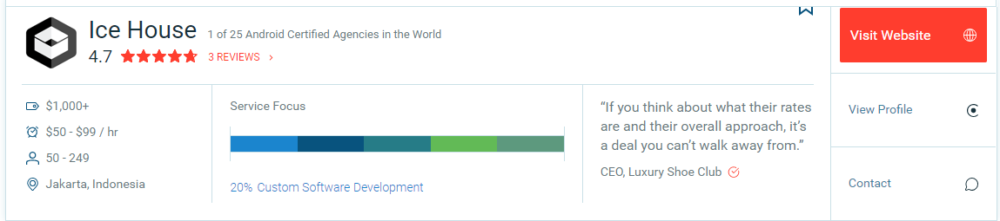 Ice House 1 of 25 Android Certified Agencies in the World
4.7 3 REVIEWS >
Visit Website
$1,000+
$50 - $99 / hr
50 - 249
Jakarta, Indonesia
Service Focus
20% Custom Software Development
“If you think about what their rates
are and their overall approach, it’s
a deal you can’t walk away from.”
CEO, Luxury Shoe Club
View Profile
Contact